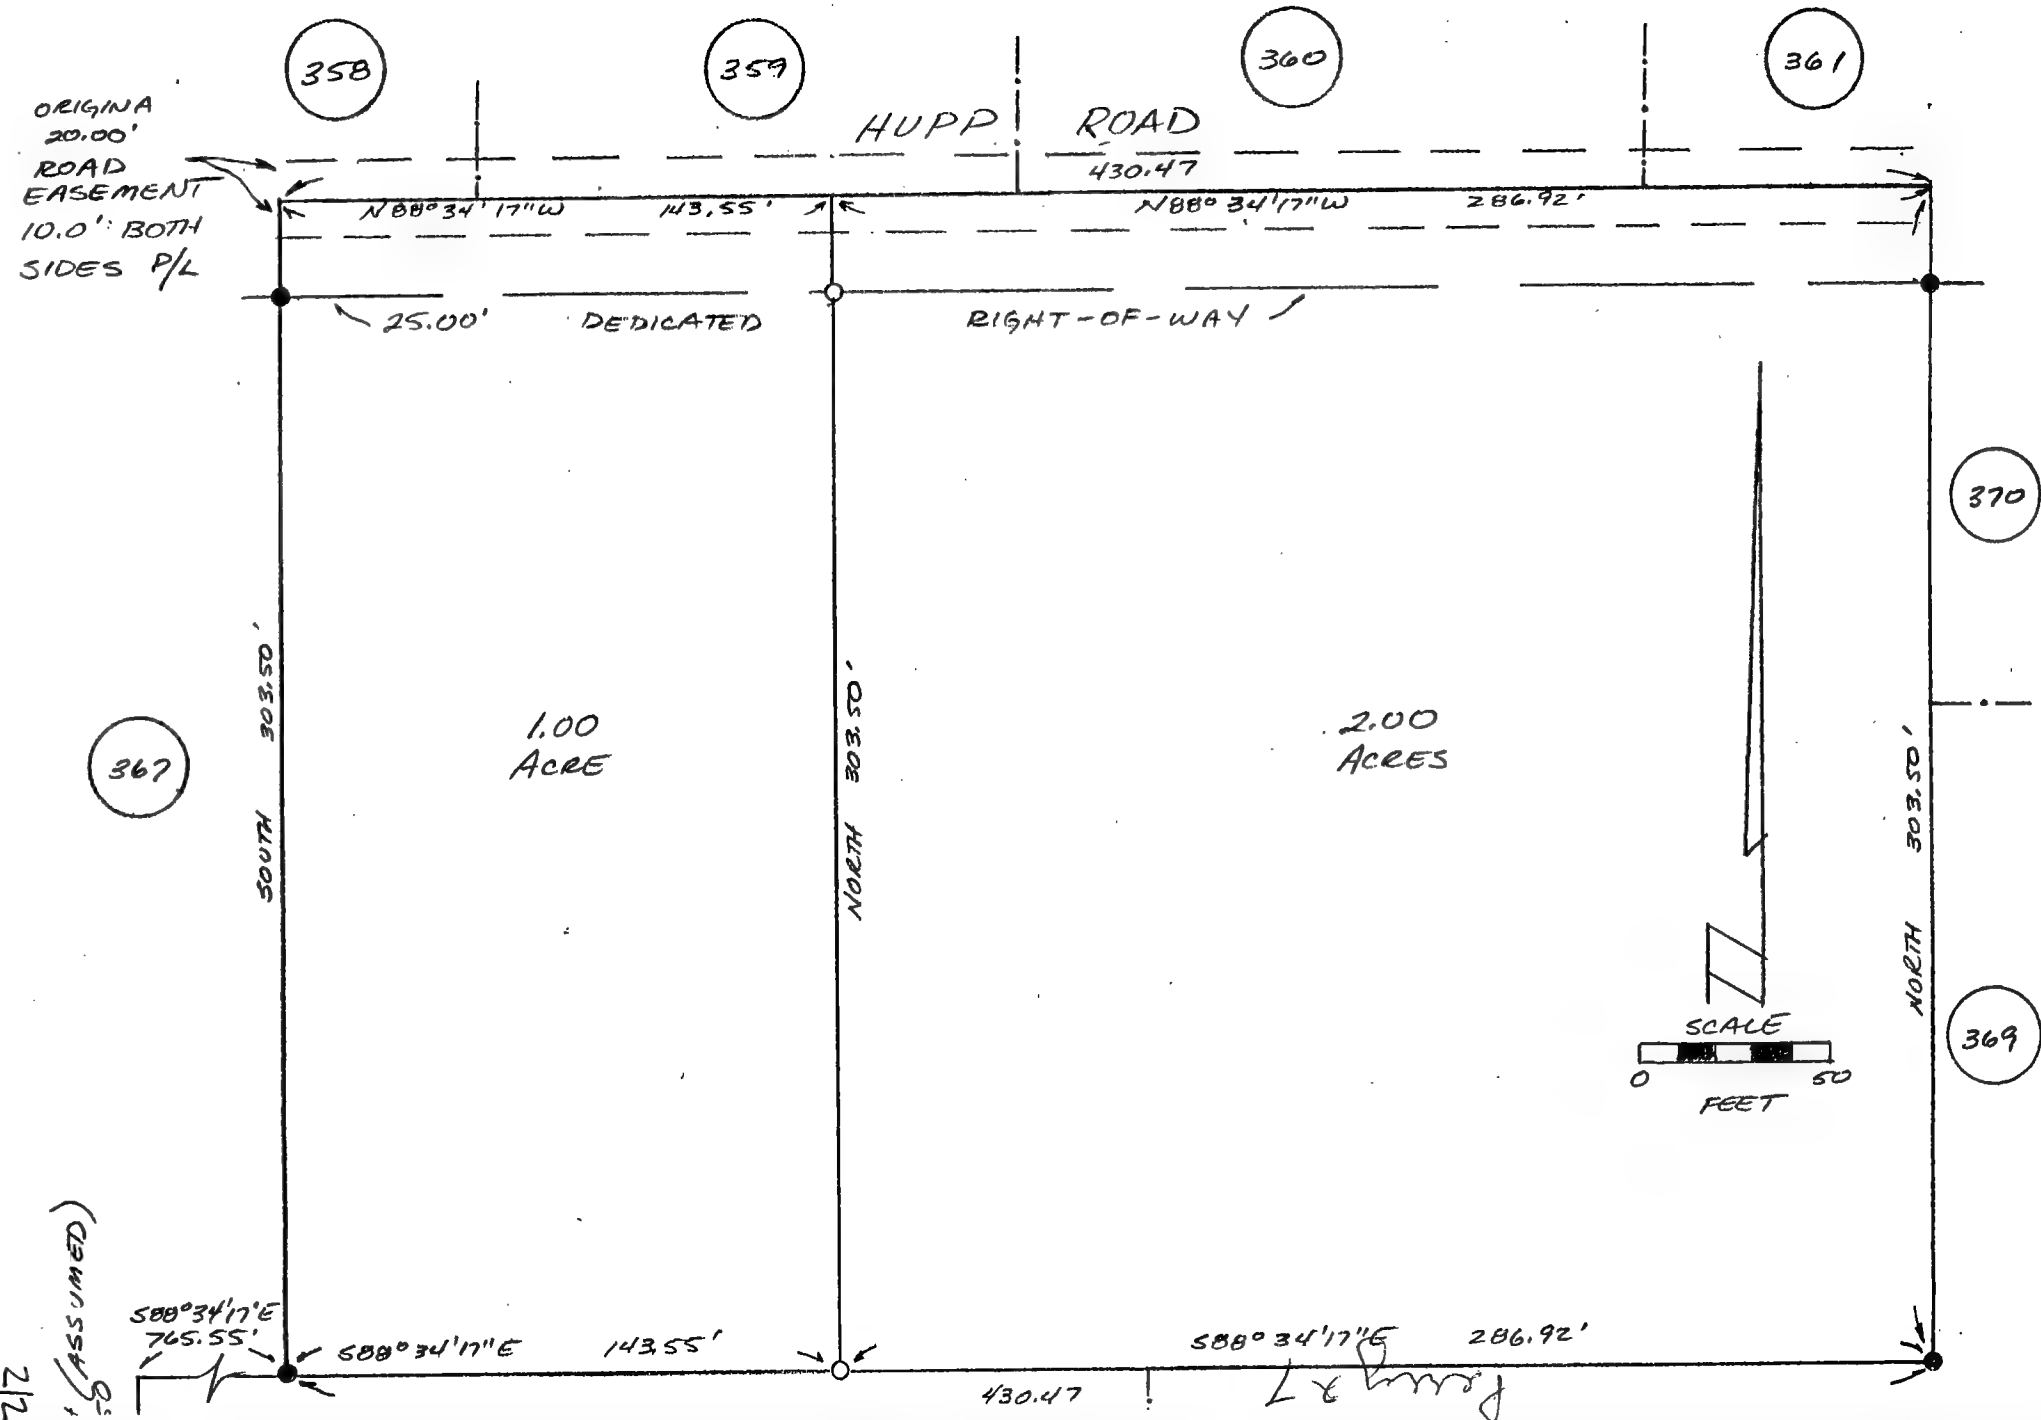 358
359
360
361
ORIGINA
20.00'
ROAD
EASEMENT
10.0': BOTH
SIDES P/L
HUPP ROAD
430.47
N88°34'17"W 143.55'
N88°34'17"W 286.92'
25.00' DEDICATED RIGHT-OF-WAY
370
SOUTH 303.50'
NORTH 303.50'
NORTH 303.50'
367
1.00
ACRE
2.00
ACRES
369
SCALE
0 50
FEET
(ASSUMED)
S88°34'17"E
765.55'
S88°34'17"E 143.55'
S88°34'17"E 286.92'
430.47